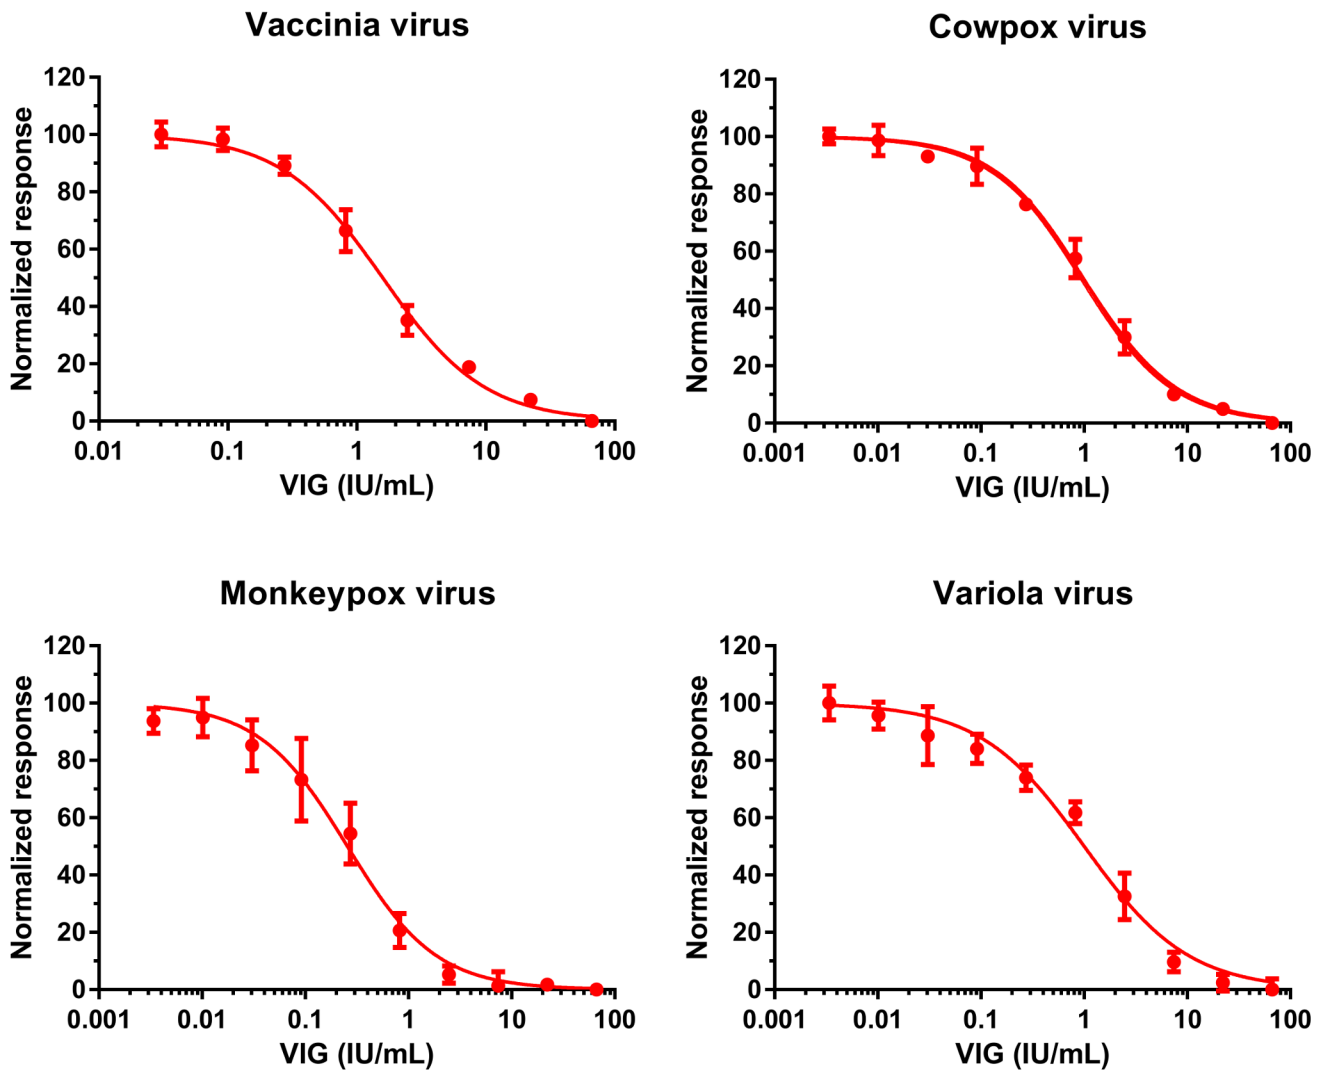 Vaccinia virus
Normalized response
120
100
80
60
40
20
0
0.01 0.1 1 10 100
VIG (IU/mL)
Cowpox virus
Normalized response
120
100
80
60
40
20
0
0.001 0.01 0.1 1 10 100
VIG (IU/mL)
Monkeypox virus
Normalized response
120
100
80
60
40
20
0
0.001 0.01 0.1 1 10 100
VIG (IU/mL)
Variola virus
Normalized response
120
100
80
60
40
20
0
0.001 0.01 0.1 1 10 100
VIG (IU/mL)